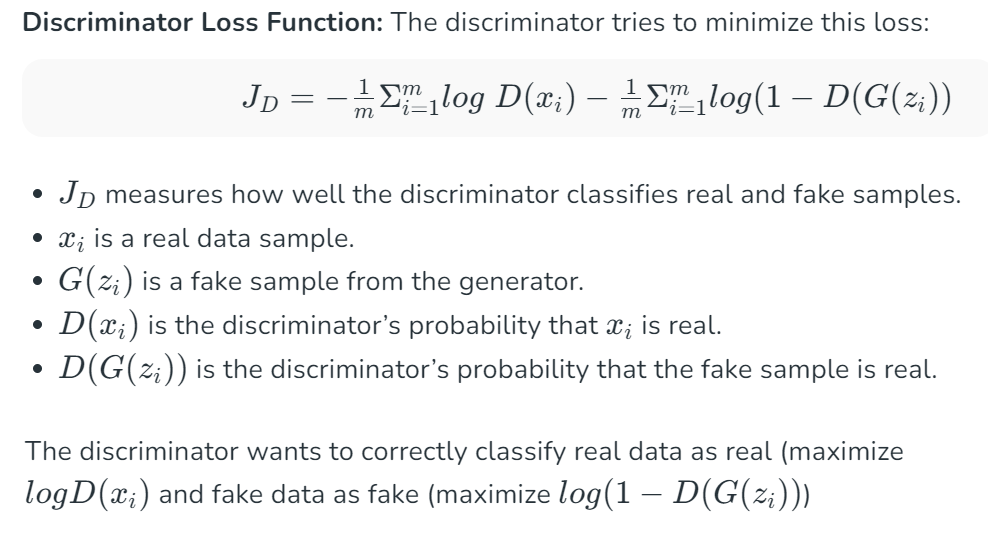 Discriminator Loss Function: The discriminator tries to minimize this loss:
J_D = −\frac{1}{m}Σ_{i=1}^{m}log D(x_i) − \frac{1}{m}Σ_{i=1}^{m}log(1 − D(G(z_i))
• J_D measures how well the discriminator classifies real and fake samples.
• x_i is a real data sample.
• G(z_i) is a fake sample from the generator.
• D(x_i) is the discriminator’s probability that x_i is real.
• D(G(z_i)) is the discriminator’s probability that the fake sample is real.
The discriminator wants to correctly classify real data as real (maximize
logD(x_i) and fake data as fake (maximize log(1 − D(G(z_i)))